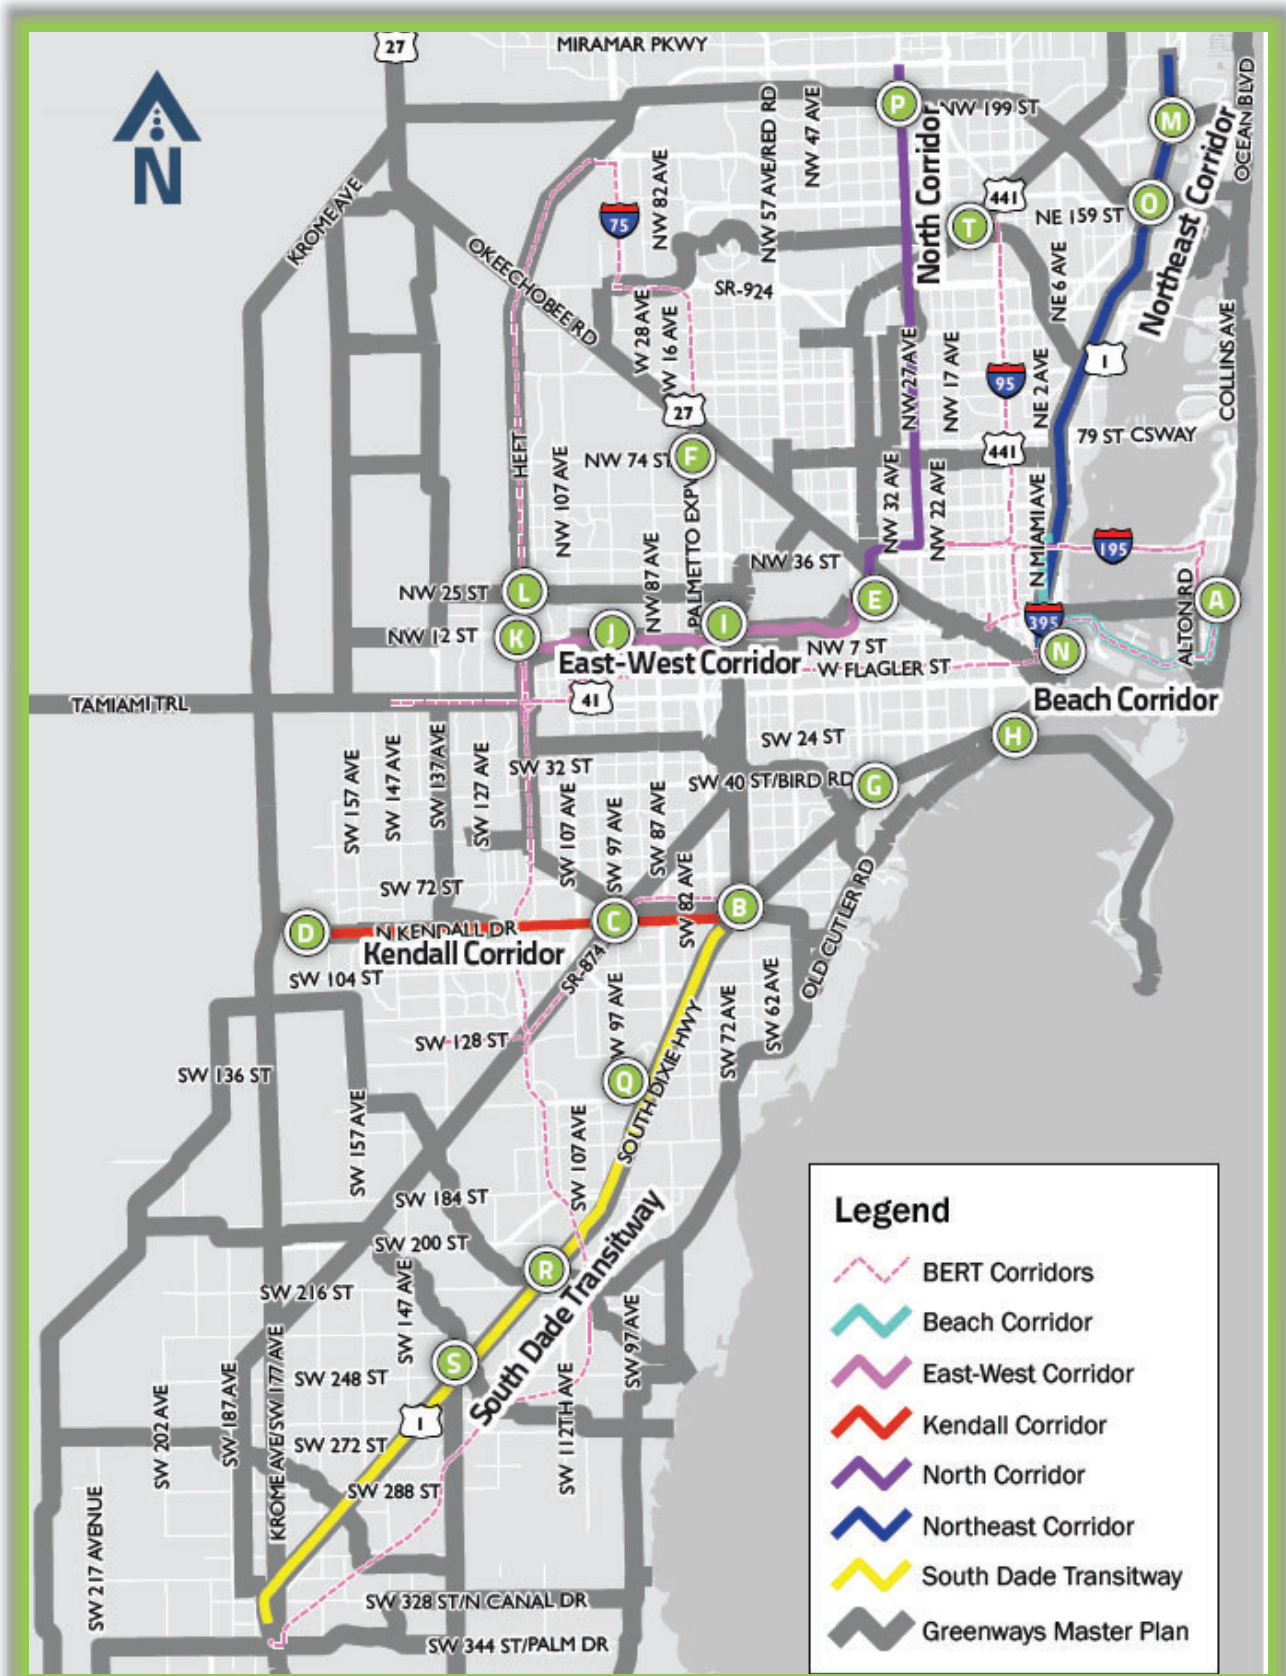 27
MIRAMAR PKWY
OCEAN BLVD
N
KROME AVE
OKEECHOBEE RD
75
NW 82 AVE
NW 57 AVE/RED RD
NW 47 AVE
P
NW 199 ST
North Corridor
M
441
T
NE 159 ST
O
Northeast Corridor
NE 6 AVE
SR-924
W 28 AVE
W 16 AVE
27
NW 27 AVE
NW 17 AVE
95
NE 2 AVE
1
COLLINS AVE
HEFT
NW 107 AVE
NW 74 ST
F
PALMETTO EXPY
79 ST CSWAY
441
NW 32 AVE
NW 22 AVE
N MIAMI AVE
195
NW 36 ST
NW 25 ST
L
NW 87 AVE
E
ALTON RD
A
NW 12 ST
K
J
I
395
N
NW 7 ST
W FLAGLER ST
East-West Corridor
Beach Corridor
TAMIAMI TRL
41
H
SW 24 ST
SW 32 ST
SW 40 ST/BIRD RD
G
SW 157 AVE
SW 147 AVE
SW 137 AVE
SW 127 AVE
SW 107 AVE
SW 97 AVE
SW 87 AVE
SW 82 AVE
SW 72 ST
D
N KENDALL DR
C
B
Kendall Corridor
SR-874
OLD CUTLER RD
SW 104 ST
SW 128 ST
W 97 AVE
SW 72 AVE
SW 62 AVE
SW 136 ST
Q
SOUTH DIXIE HWY
SW 157 AVE
SW 107 AVE
SW 184 ST
SW 200 ST
R
South Dade Transitway
SW 216 ST
SW 147 AVE
S
SW 97 AVE
SW 248 ST
1
SW 202 AVE
SW 187 AVE
KROME AVE/SW 177 AVE
SW 272 ST
SW 112TH AVE
SW 288 ST
SW 217 AVENUE
SW 328 ST/N CANAL DR
SW 344 ST/PALM DR
Legend
BERT Corridors
Beach Corridor
East-West Corridor
Kendall Corridor
North Corridor
Northeast Corridor
South Dade Transitway
Greenways Master Plan